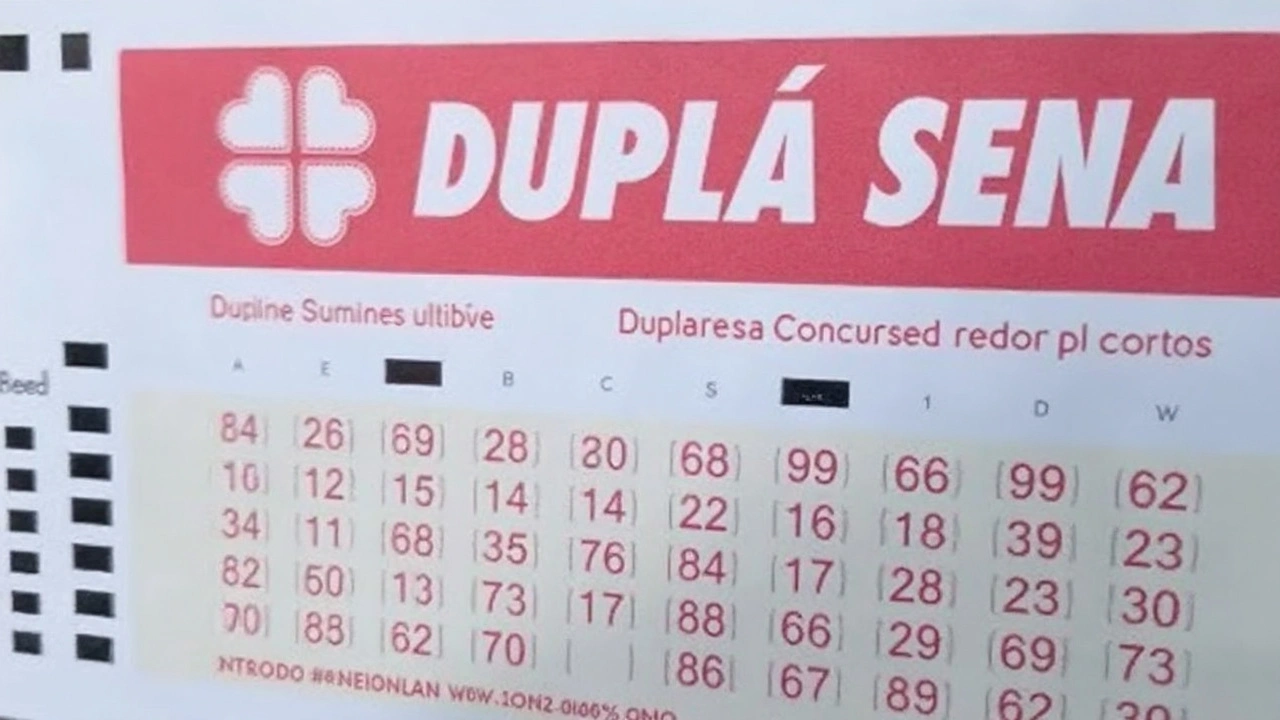 DUPLÁ SENA
Dupline Sumines ultibve
Duplaresa Concursed redor pl cortos
A E B C S 1 D W
Beed
84 26 69 28 80 68 99 66 99 62
10 12 15 14 14 22 16 18 39 23
34 11 68 35 76 84 17 28 23 30
82 60 13 73 17 88 66 29 69 73
70 88 62 70 86 67 89 62
NTRODO